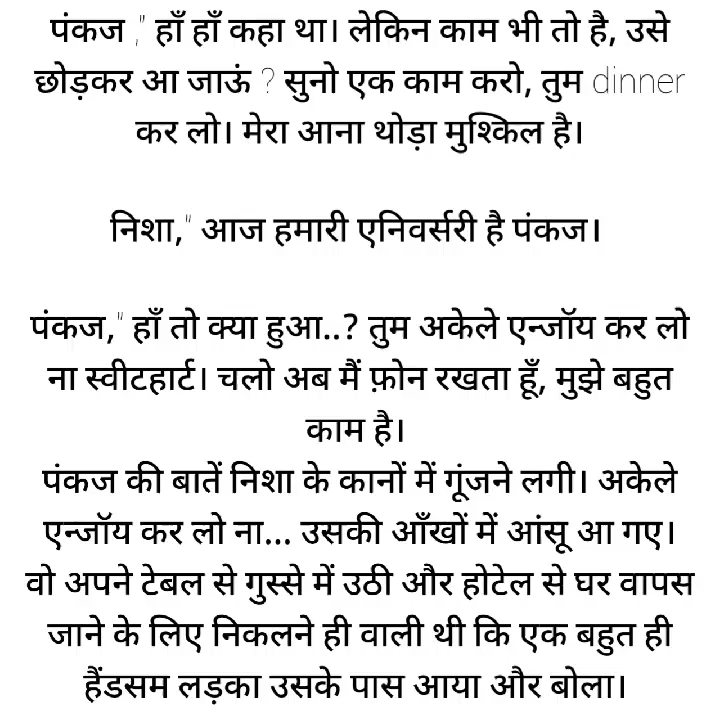 पंकज ," हाँ हाँ कहा था। लेकिन काम भी तो है, उसे
छोड़कर आ जाऊं ? सुनो एक काम करो, तुम dinner
कर लो। मेरा आना थोड़ा मुश्किल है।
निशा," आज हमारी एनिवर्सरी है पंकज।
पंकज," हाँ तो क्या हुआ..? तुम अकेले एन्जॉय कर लो
ना स्वीटहार्ट। चलो अब मैं फ़ोन रखता हूँ, मुझे बहुत
काम है।
पंकज की बातें निशा के कानों में गूंजने लगी। अकेले
एन्जॉय कर लो ना... उसकी आँखों में आंसू आ गए।
वो अपने टेबल से गुस्से में उठी और होटेल से घर वापस
जाने के लिए निकलने ही वाली थी कि एक बहुत ही
हैंडसम लड़का उसके पास आया और बोला।